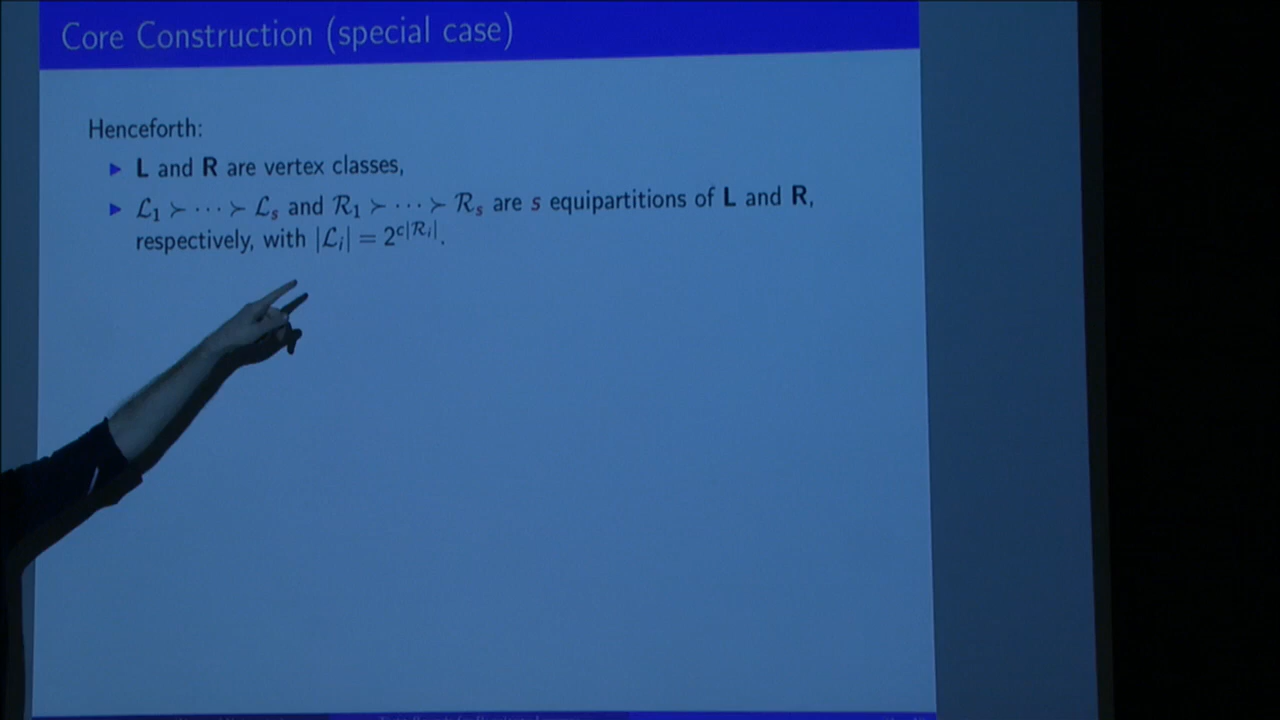 Core Construction (special case)
Henceforth:
▶ L and R are vertex classes,
▶ ℒ₁ ≻ ⋯ ≻ ℒₛ and ℛ₁ ≻ ⋯ ≻ ℛₛ are s equipartitions of L and R,
respectively, with |ℒᵢ| = 2^{c|ℛᵢ|}.